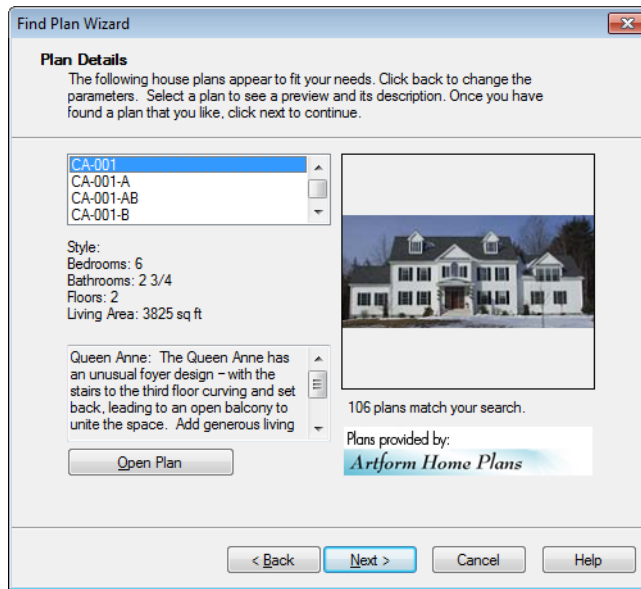 Find Plan Wizard
Plan Details
The following house plans appear to fit your needs. Click back to change the
parameters.  Select a plan to see a preview and its description. Once you have
found a plan that you like, click next to continue.
CA-001
CA-001-A
CA-001-AB
CA-001-B
Style:
Bedrooms: 6
Bathrooms: 2 3/4
Floors: 2
Living Area: 3825 sq ft
Queen Anne:  The Queen Anne has
an unusual foyer design – with the
stairs to the third floor curving and set
back, leading to an open balcony to
unite the space.  Add generous living
106 plans match your search.
Plans provided by:
Artform Home Plans
Open Plan
< Back
Next >
Cancel
Help